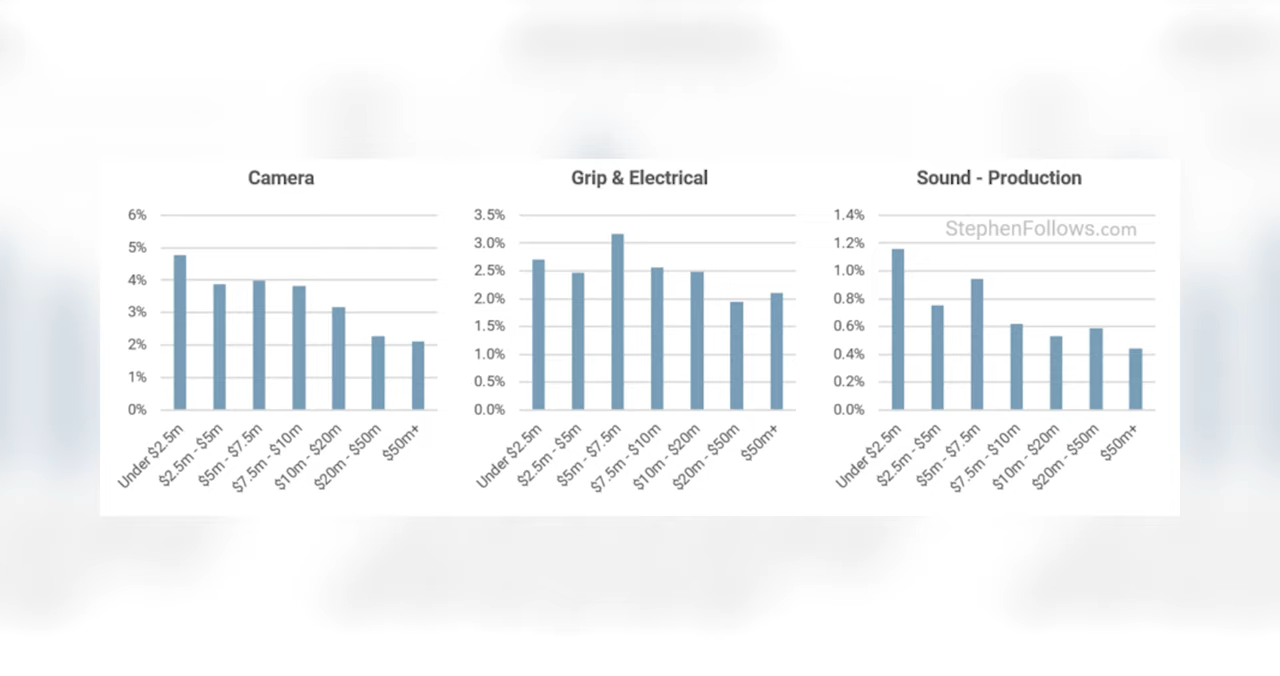 Camera
6%
5%
4%
3%
2%
1%
0%
Under $2.5m
$2.5m - $5m
$5m - $7.5m
$7.5m - $10m
$10m - $20m
$20m - $50m
$50m+
Grip & Electrical
3.5%
3.0%
2.5%
2.0%
1.5%
1.0%
0.5%
0.0%
Under $2.5m
$2.5m - $5m
$5m - $7.5m
$7.5m - $10m
$10m - $20m
$20m - $50m
$50m+
Sound - Production
StephenFollows.com
1.4%
1.2%
1.0%
0.8%
0.6%
0.4%
0.2%
0.0%
Under $2.5m
$2.5m - $5m
$5m - $7.5m
$7.5m - $10m
$10m - $20m
$20m - $50m
$50m+